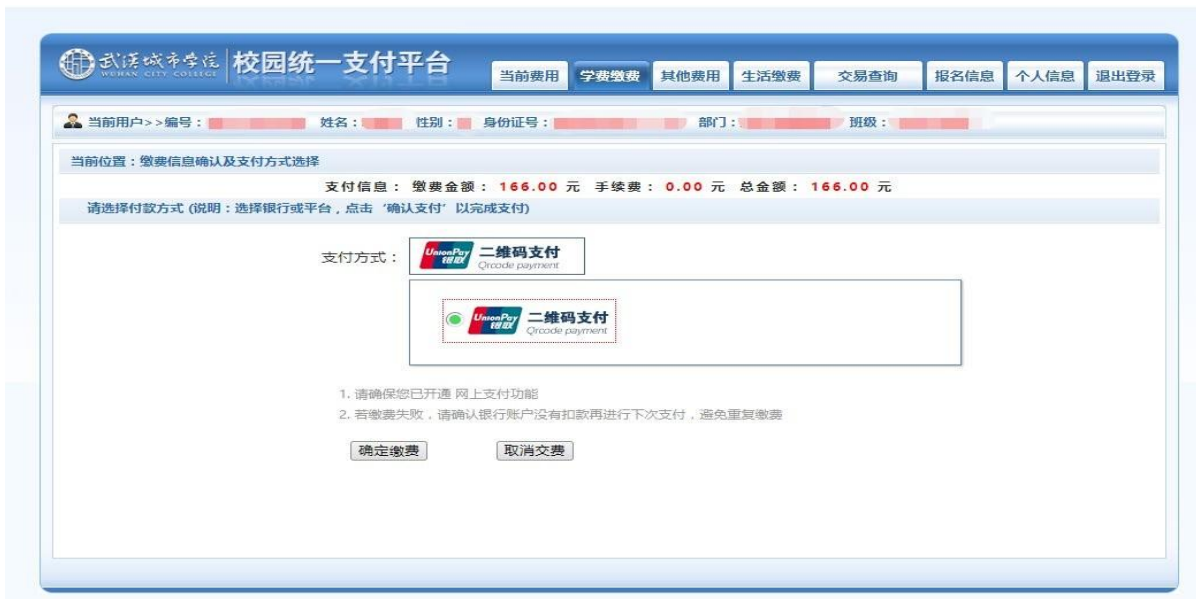 武汉城市学院 校园统一支付平台
WUHAN CITY COLLEGE
当前费用 学费缴费 其他费用 生活缴费 交易查询 报名信息 个人信息 退出登录
当前用户>>编号： 姓名： 性别： 身份证号： 部门： 班级：
当前位置：缴费信息确认及支付方式选择
支付信息： 缴费金额： 166.00 元 手续费： 0.00 元 总金额： 166.00 元
请选择付款方式 (说明：选择银行或平台，点击‘确认支付’以完成支付)
支付方式： UnionPay 银联 二维码支付
Qrcode payment
UnionPay 银联 二维码支付
Qrcode payment
1. 请确保您已开通 网上支付功能
2. 若缴费失败，请确认银行账户没有扣款再进行下次支付，避免重复缴费
确定缴费 取消交费